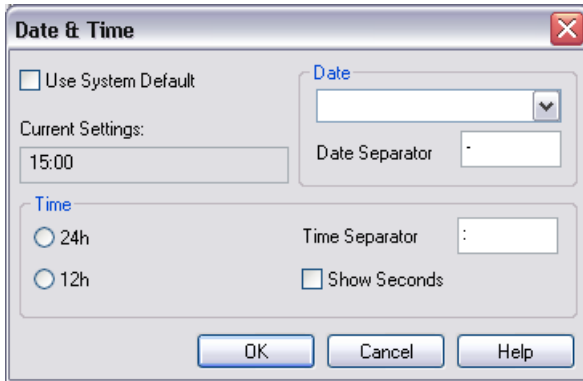 Date & Time
Use System Default
Date
Current Settings:
15:00
Date Separator
-
Time
24h
Time Separator
:
12h
Show Seconds
OK
Cancel
Help